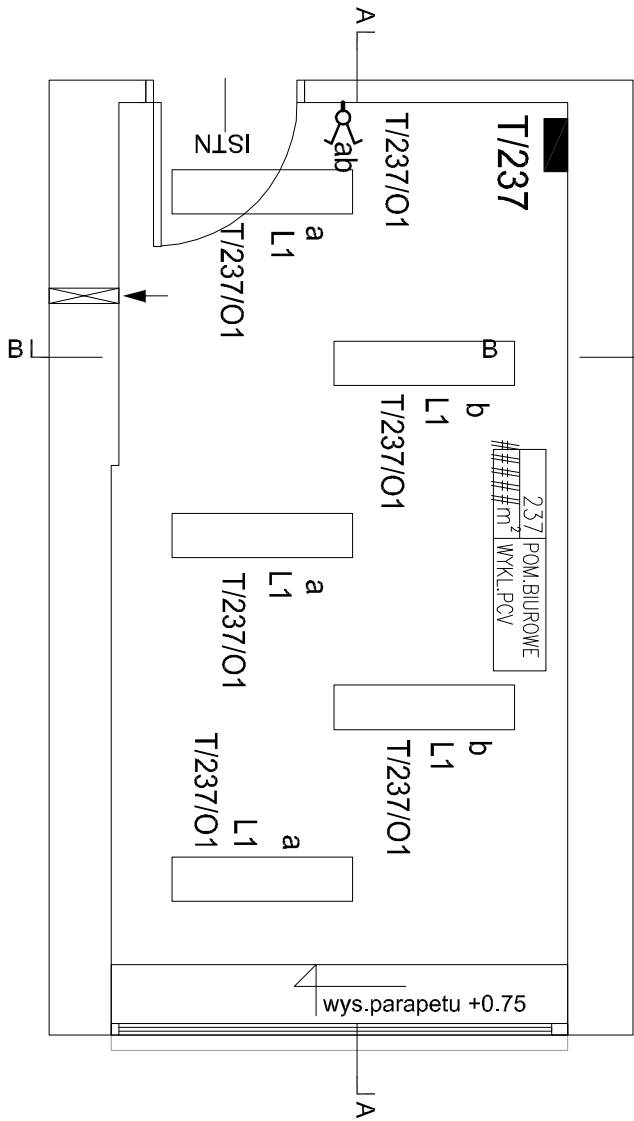 A
ISTN
ab
T/237/O1
T/237
a
L1
T/237/O1
B
B
b
L1
T/237/O1
237
POM.BIUROWE
####m²
WYKL.PCV
a
L1
T/237/O1
b
L1
T/237/O1
a
L1
T/237/O1
wys.parapetu +0.75
A